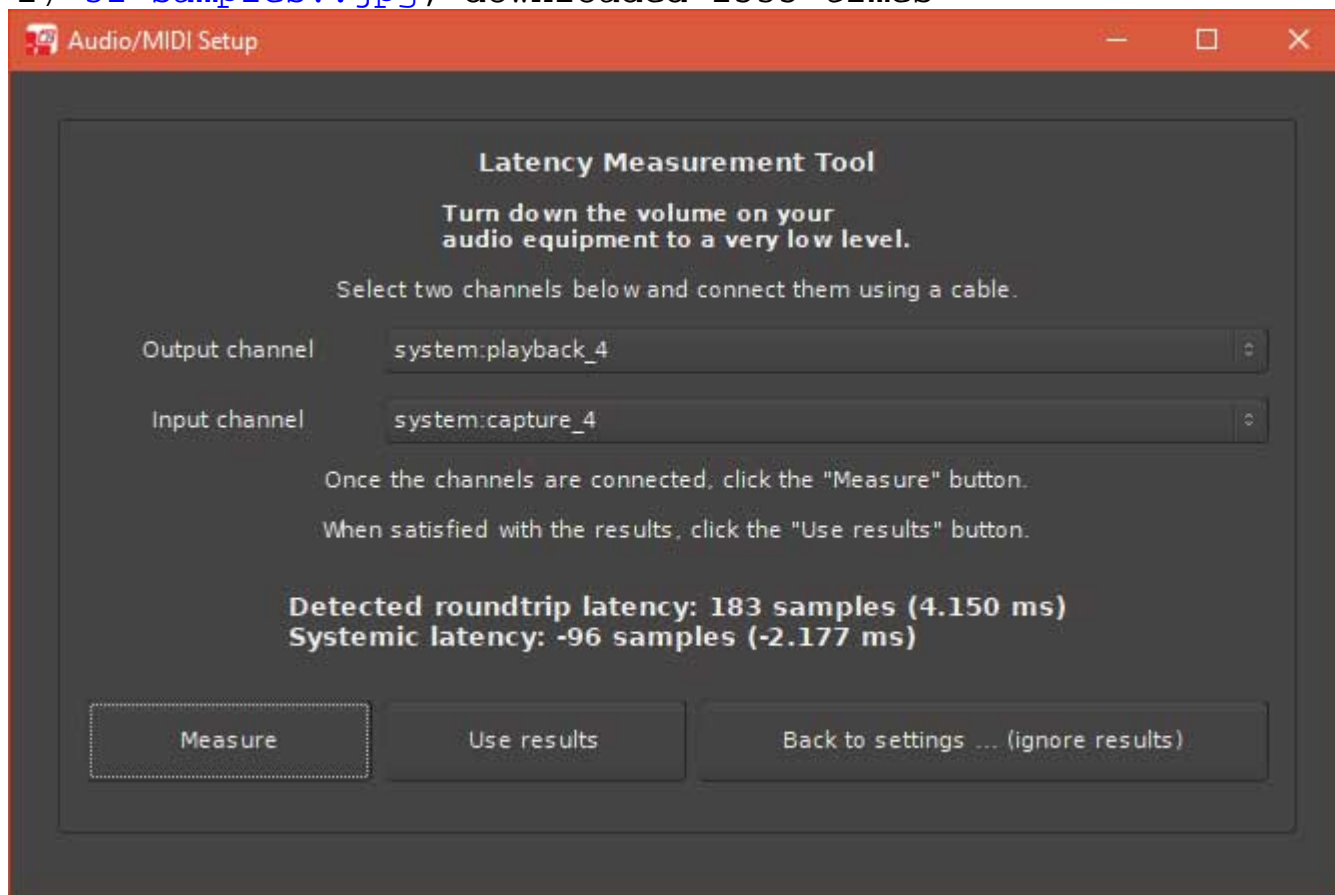 Audio/MIDI Setup
Latency Measurement Tool
Turn down the volume on your
audio equipment to a very low level.
Select two channels below and connect them using a cable.
Output channel system:playback_4
Input channel system:capture_4
Once the channels are connected, click the "Measure" button.
When satisfied with the results, click the "Use results" button.
Detected roundtrip latency: 183 samples (4.150 ms)
Systemic latency: -96 samples (-2.177 ms)
Measure Use results Back to settings ... (ignore results)